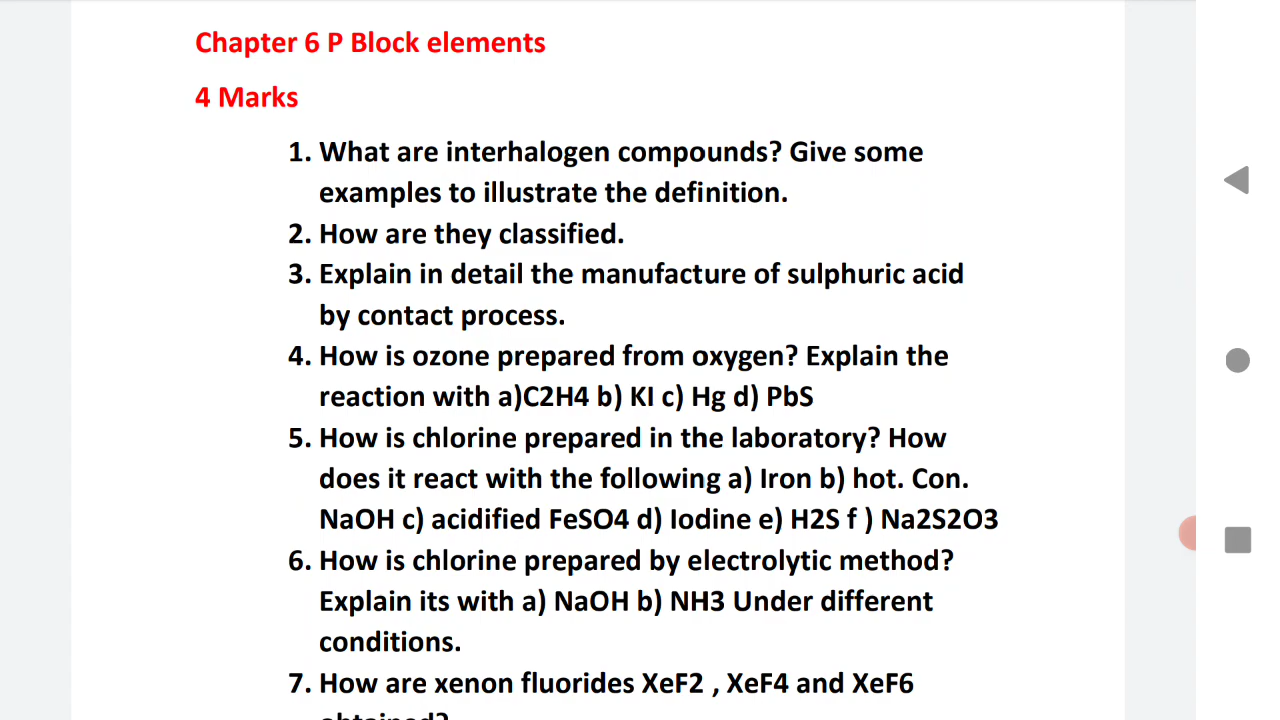 Chapter 6 P Block elements
4 Marks
1. What are interhalogen compounds? Give some
examples to illustrate the definition.
2. How are they classified.
3. Explain in detail the manufacture of sulphuric acid
by contact process.
4. How is ozone prepared from oxygen? Explain the
reaction with a)C2H4 b) KI c) Hg d) PbS
5. How is chlorine prepared in the laboratory? How
does it react with the following a) Iron b) hot. Con.
NaOH c) acidified FeSO4 d) Iodine e) H2S f ) Na2S2O3
6. How is chlorine prepared by electrolytic method?
Explain its with a) NaOH b) NH3 Under different
conditions.
7. How are xenon fluorides XeF2 , XeF4 and XeF6
obtained?